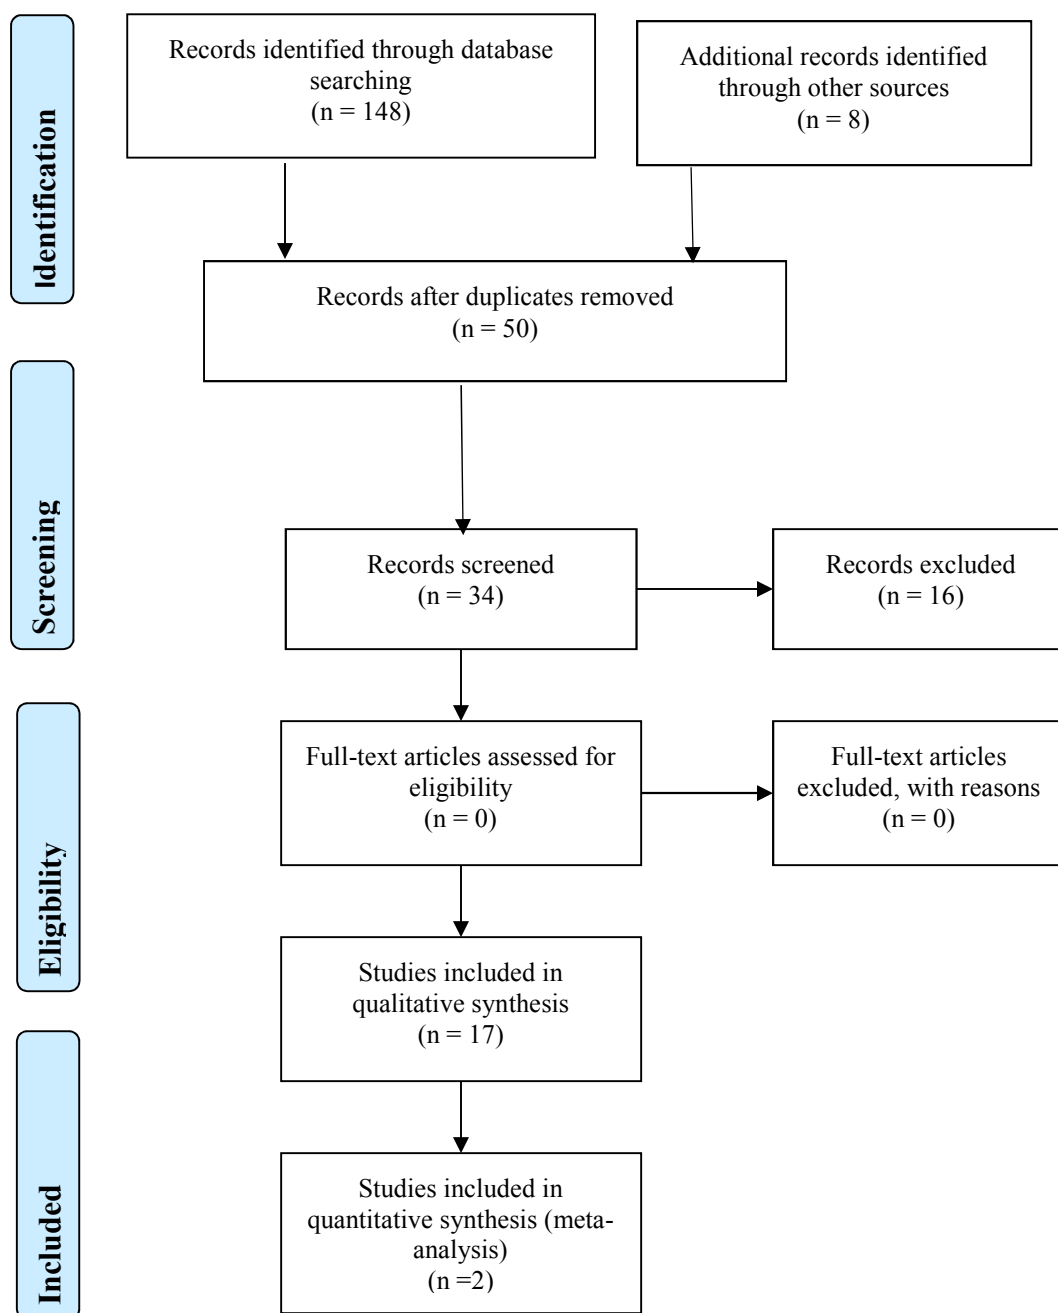 Identification
Records identified through database
searching
(n = 148)
Additional records identified
through other sources
(n = 8)
Records after duplicates removed
(n = 50)
Screening
Records screened
(n = 34)
Records excluded
(n = 16)
Eligibility
Full-text articles assessed for
eligibility
(n = 0)
Full-text articles
excluded, with reasons
(n = 0)
Studies included in
qualitative synthesis
(n = 17)
Included
Studies included in
quantitative synthesis (meta-
analysis)
(n =2)